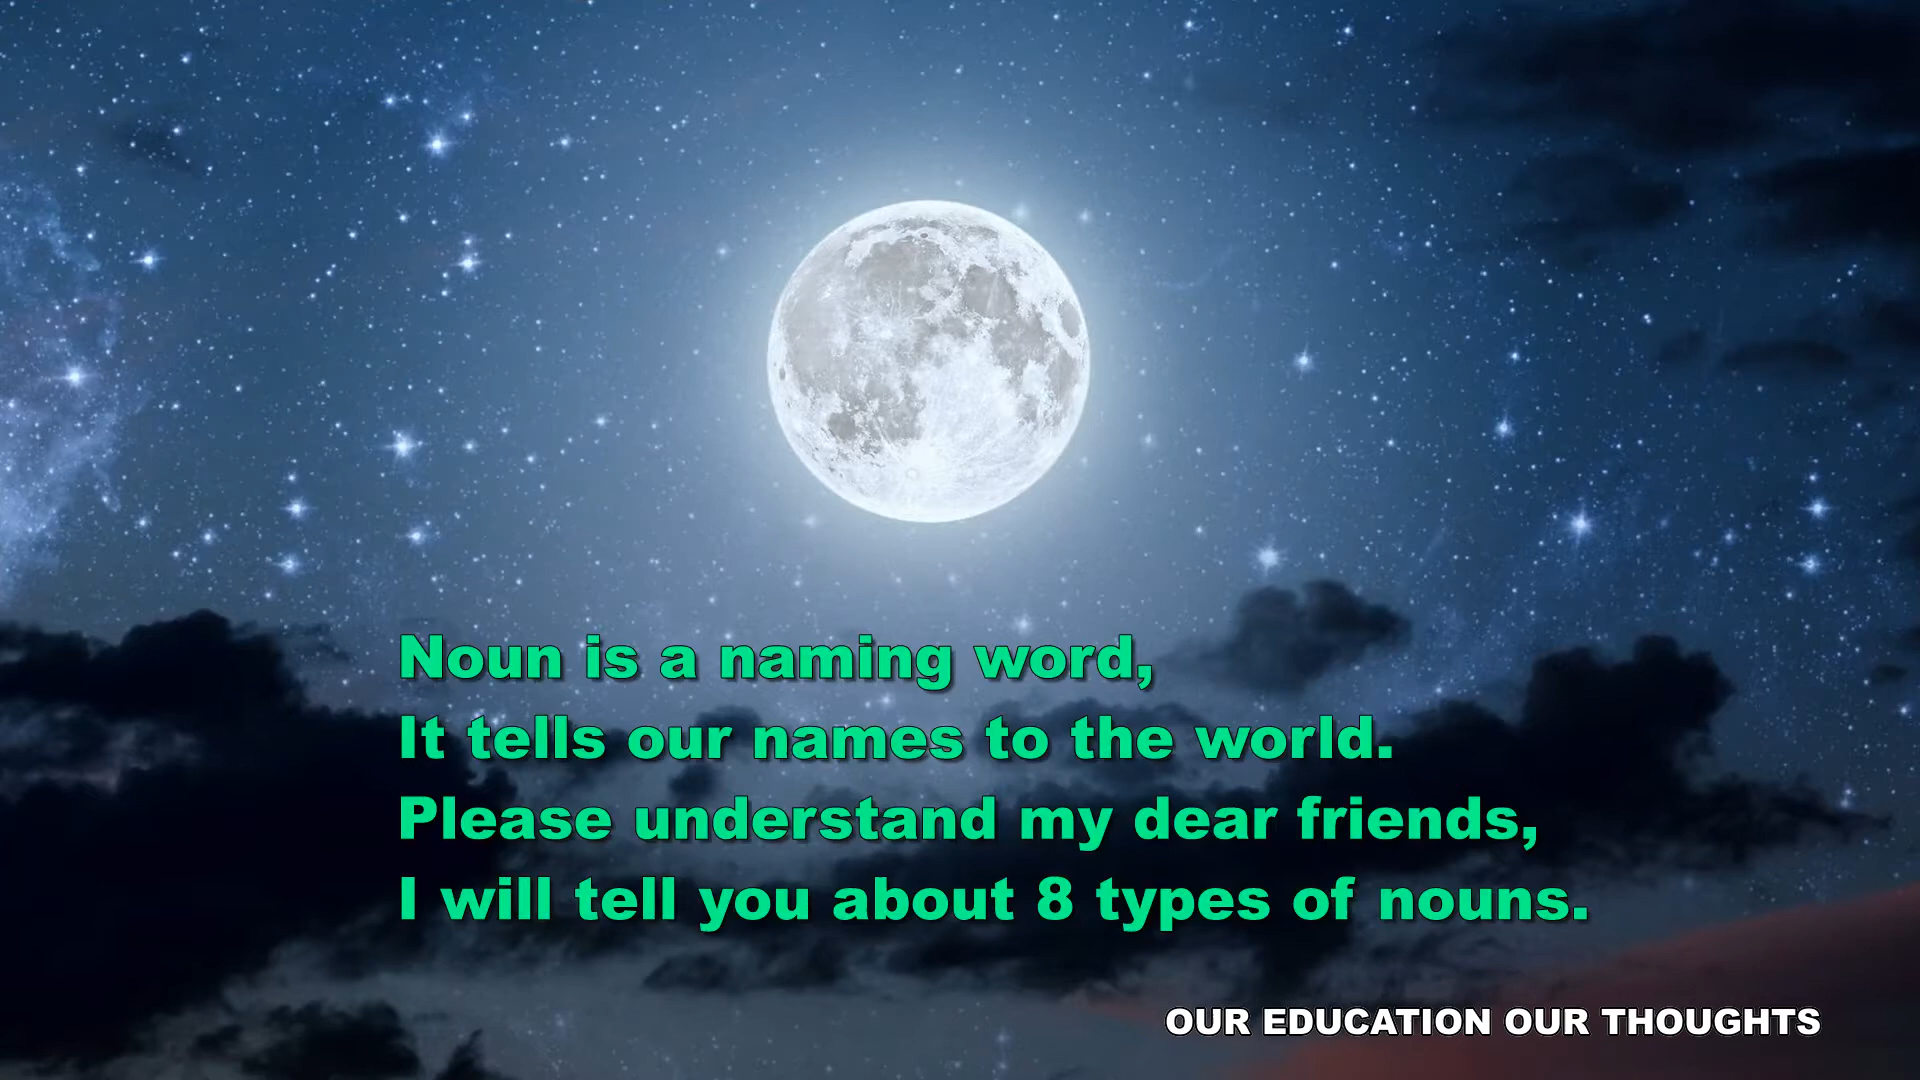 Noun is a naming word,
It tells our names to the world.
Please understand my dear friends,
I will tell you about 8 types of nouns.
OUR EDUCATION OUR THOUGHTS